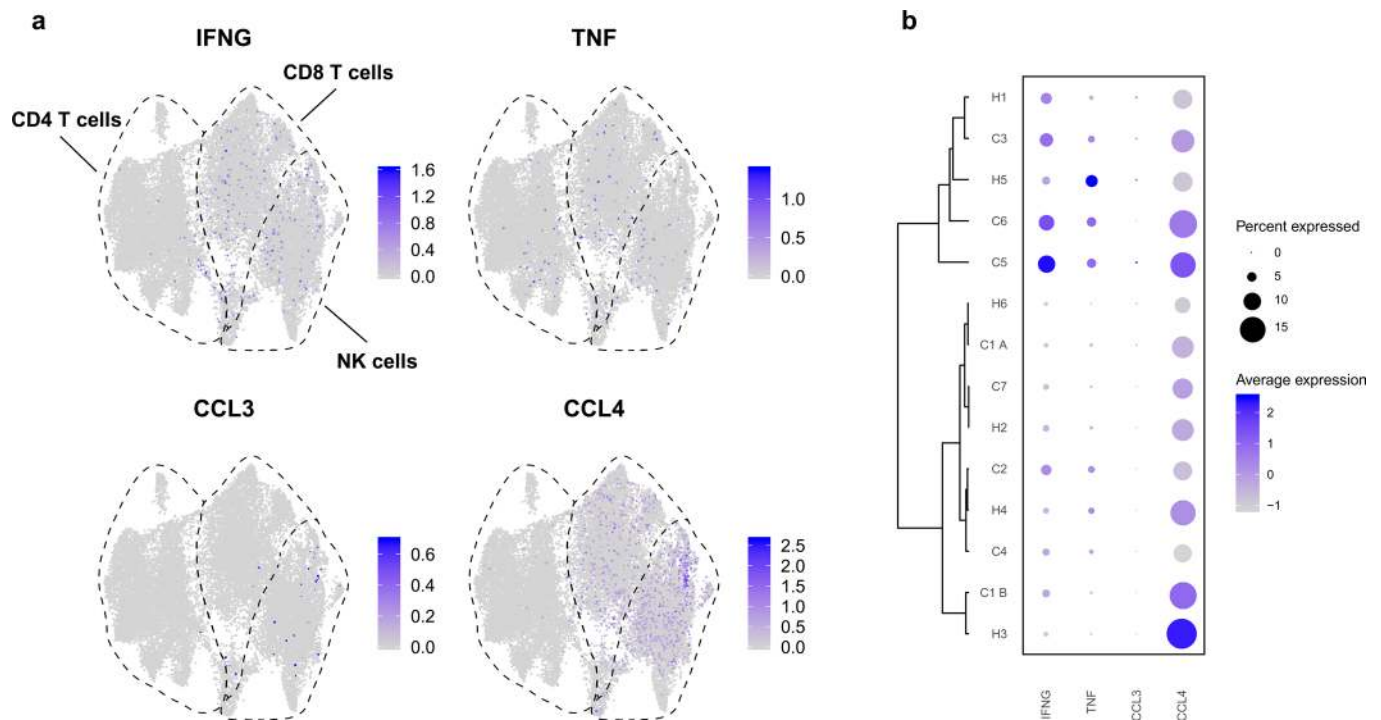 a
IFNG
CD8 T cells
CD4 T cells
NK cells
1.6
1.2
0.8
0.4
0.0
TNF
1.0
0.5
0.0
CCL3
0.6
0.4
0.2
0.0
CCL4
2.5
2.0
1.5
1.0
0.5
0.0
b
H1
C3
H5
C6
C5
H6
C1 A
C7
H2
C2
H4
C4
C1 B
H3
IFNG
TNF
CCL3
CCL4
Percent expressed
0
5
10
15
Average expression
2
1
0
−1